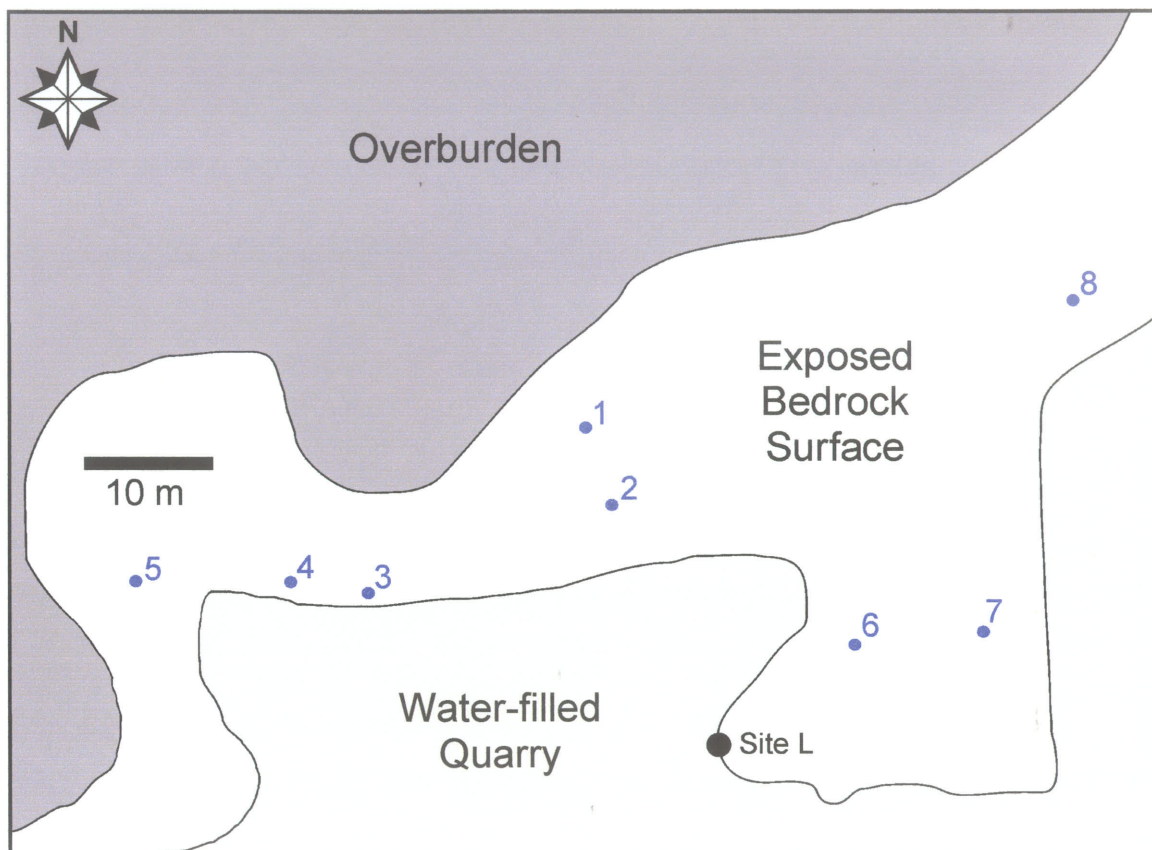 N
Overburden
8
Exposed
Bedrock
Surface
1
10 m
2
5
4
3
6
7
Water-filled
Quarry
Site L